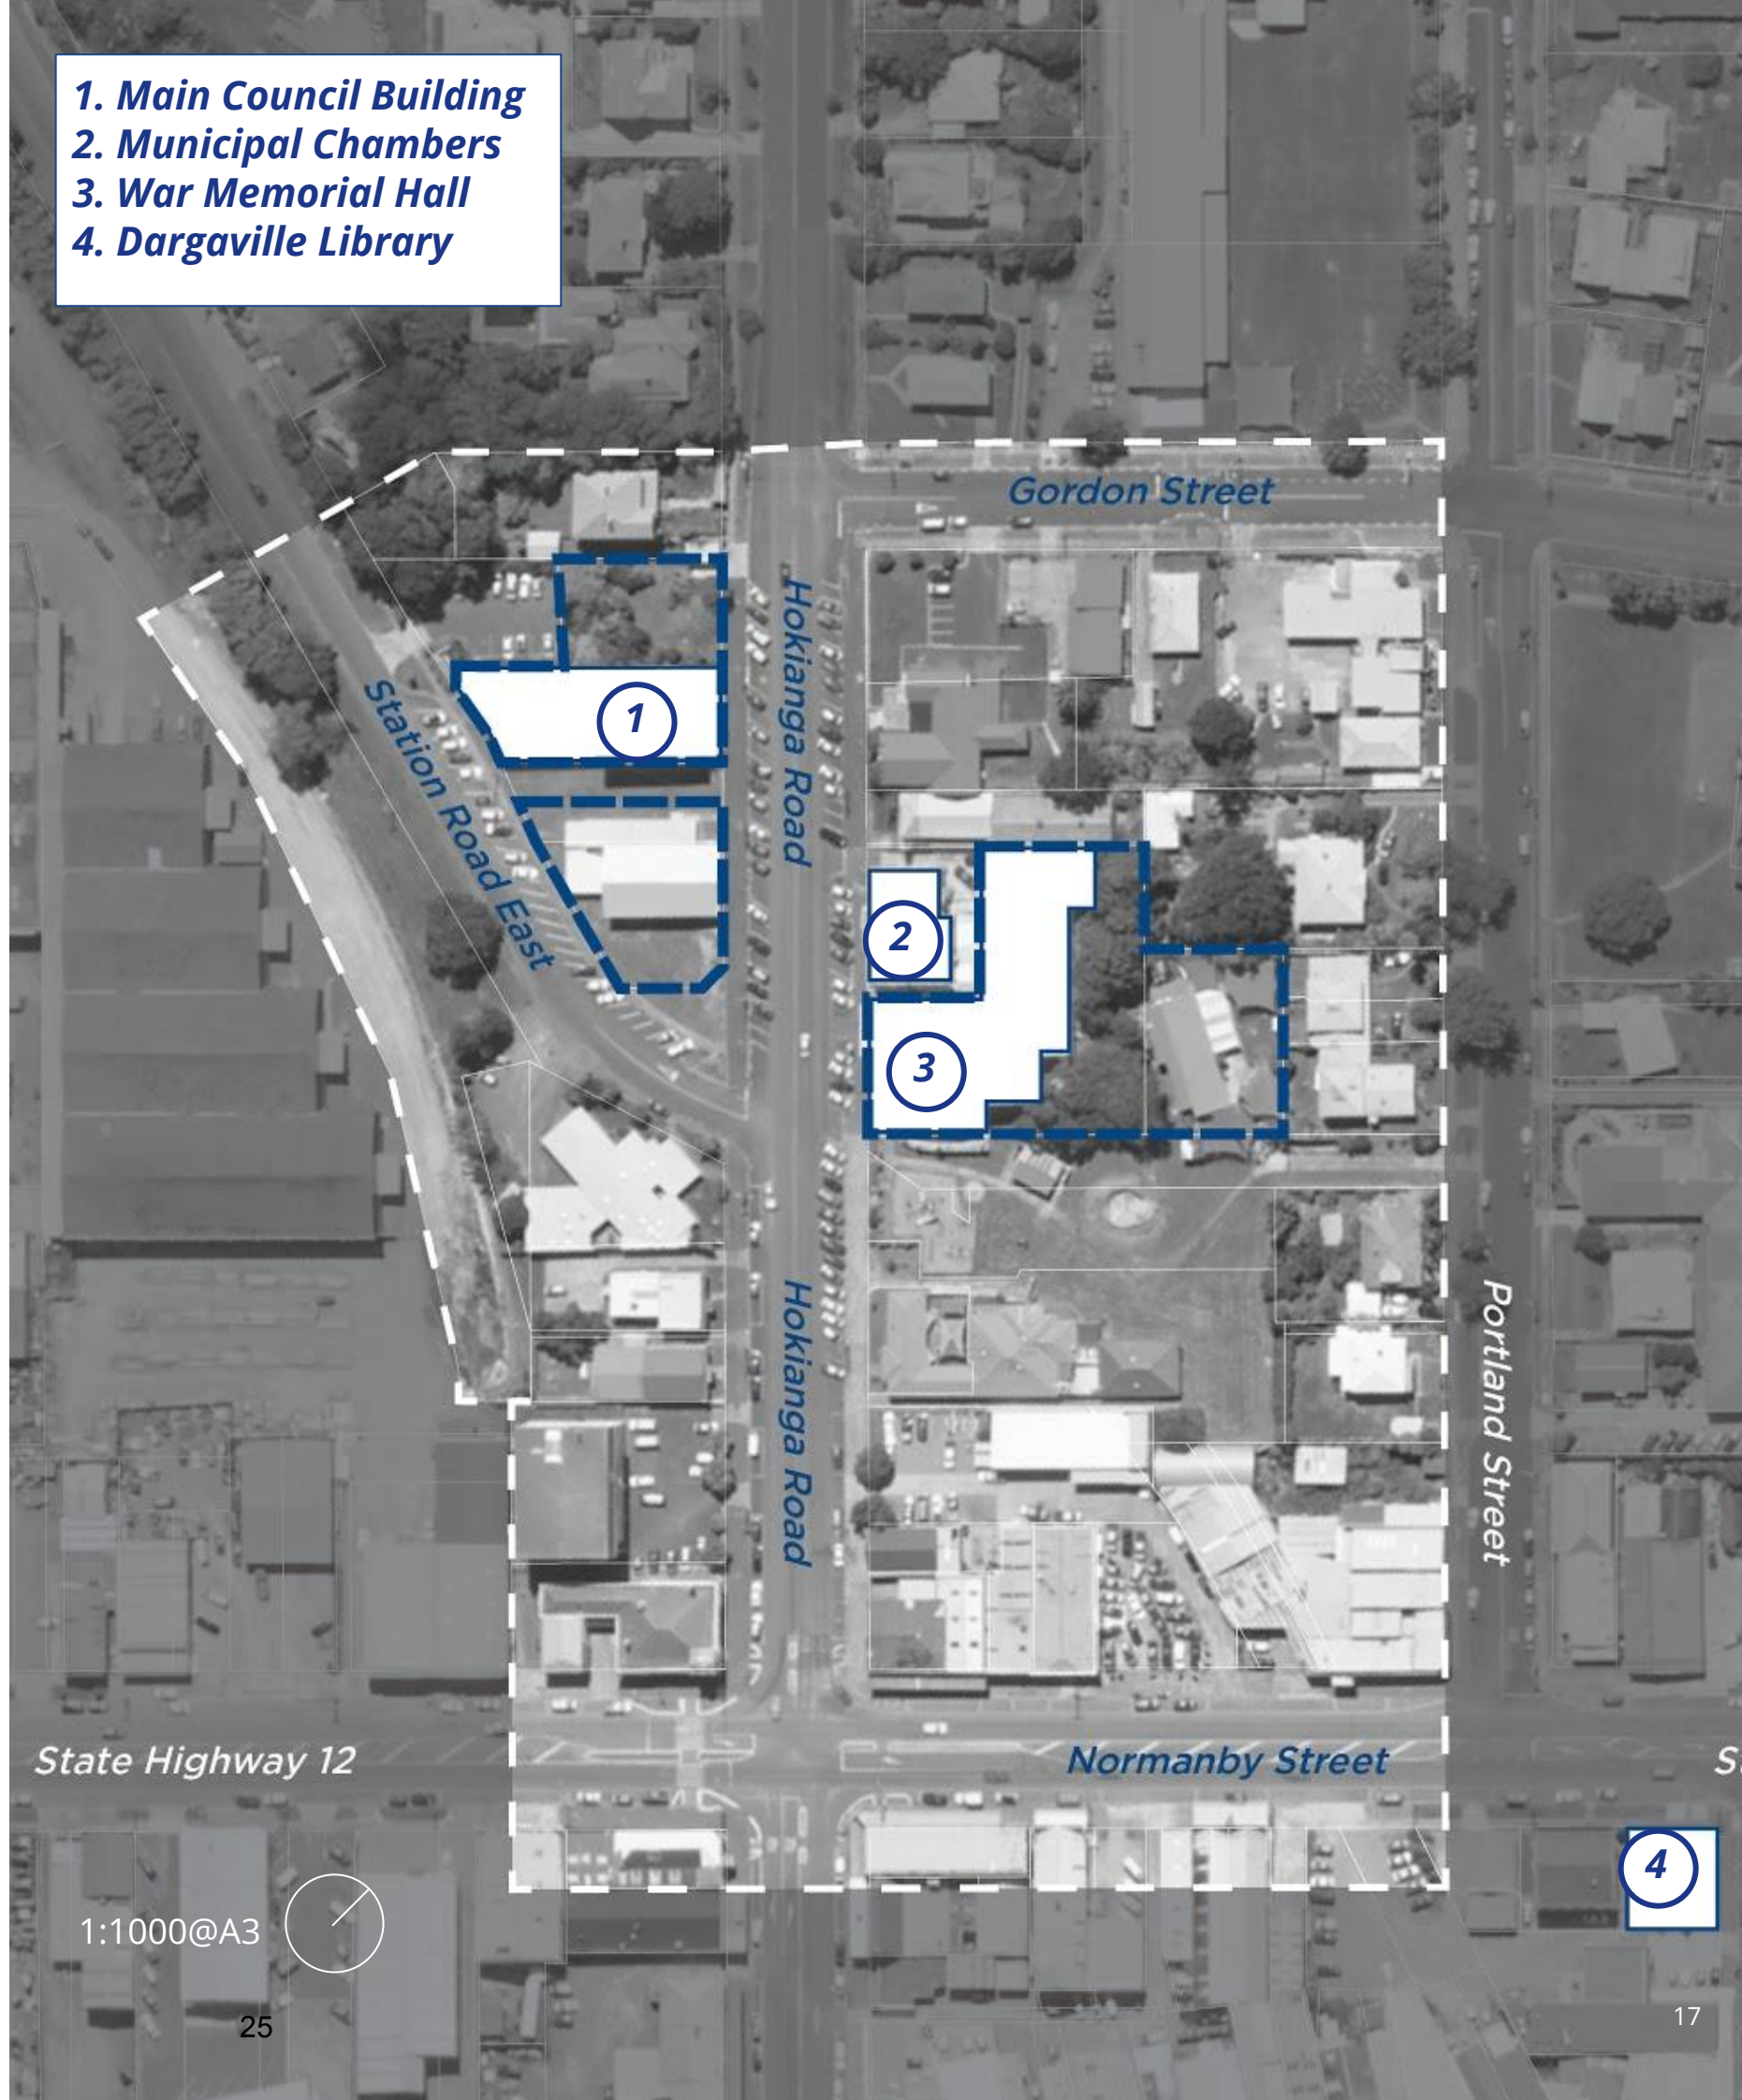 1. Main Council Building
2. Municipal Chambers
3. War Memorial Hall
4. Dargaville Library
Gordon Street
Hokianga Road
Station Road East
1
2
3
Hokianga Road
Portland Street
State Highway 12
Normanby Street
4
1:1000@A3
25
17